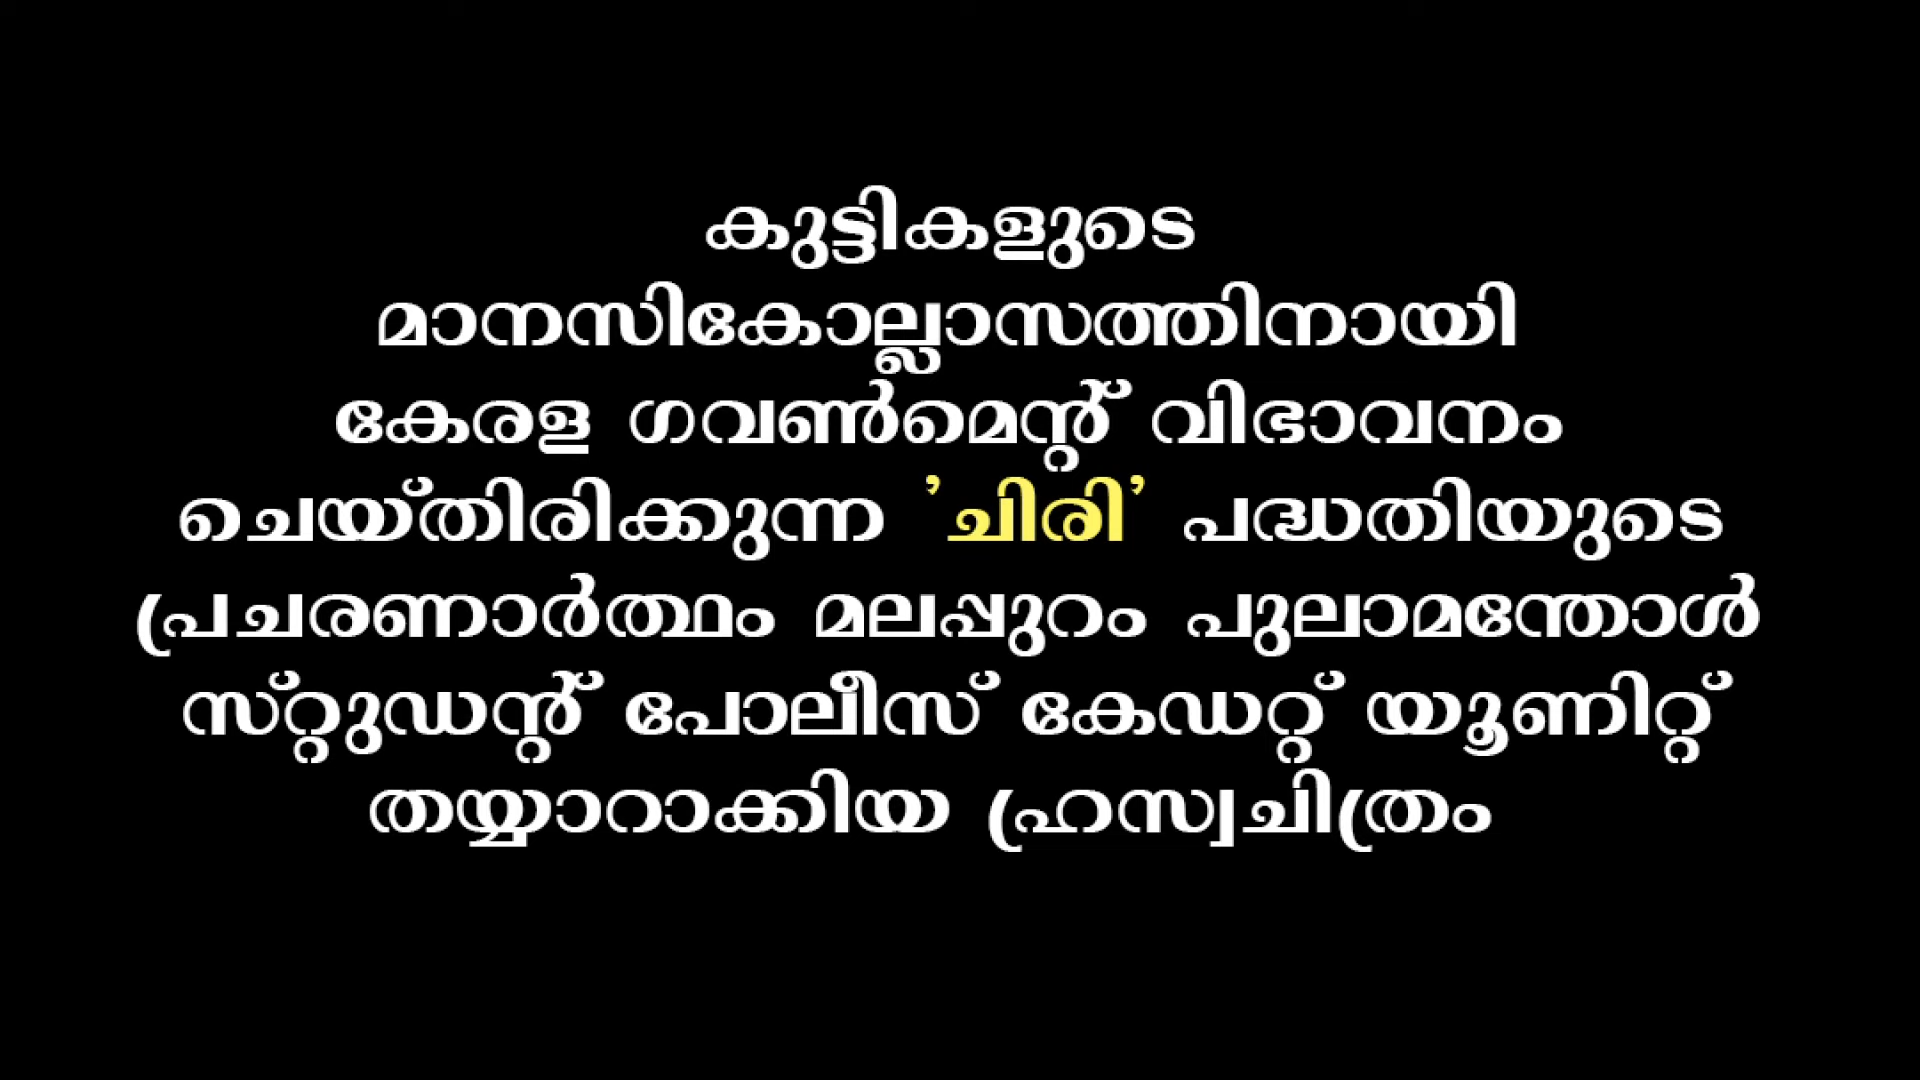 കുട്ടികളുടെ
മാനസികോല്ലാസത്തിനായി
കേരള ഗവൺമെന്റ് വിഭാവനം
ചെയ്തിരിക്കുന്ന 'ചിരി' പദ്ധതിയുടെ
പ്രചരണാർത്ഥം മലപ്പുറം പുലാമന്തോൾ
സ്റ്റുഡന്റ് പോലീസ് കേഡറ്റ് യൂണിറ്റ്
തയ്യാറാക്കിയ ഹ്രസ്വചിത്രം